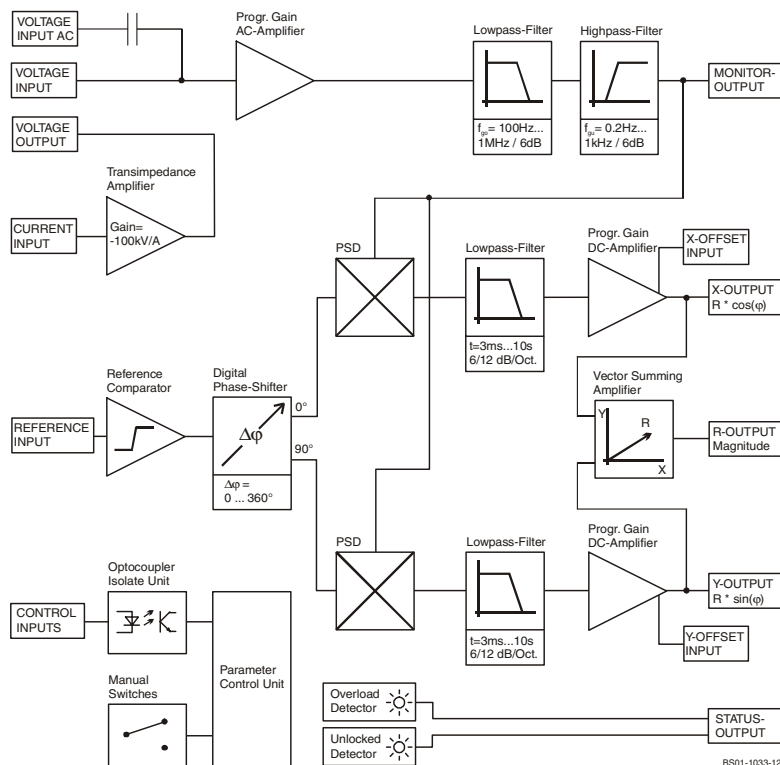 VOLTAGE
INPUT AC
Progr. Gain
AC-Amplifier
Lowpass-Filter
Highpass-Filter
VOLTAGE
INPUT
MONITOR-
OUTPUT
VOLTAGE
OUTPUT
fgo= 100Hz...
1MHz / 6dB
fgu= 0.2Hz...
1kHz / 6dB
Transimpedance
Amplifier
CURRENT
INPUT
Gain=
-100kV/A
PSD
Lowpass-Filter
Progr. Gain
DC-Amplifier
X-OFFSET
INPUT
X-OUTPUT
R * cos(φ)
t=3ms...10s
6/12 dB/Oct.
Reference
Comparator
Digital
Phase-Shifter
0°
Vector Summing
Amplifier
REFERENCE
INPUT
Δφ
90°
Y
R
X
R-OUTPUT
Magnitude
Δφ =
0 ... 360°
PSD
Lowpass-Filter
Progr. Gain
DC-Amplifier
Optocoupler
Isolate Unit
CONTROL
INPUTS
Y-OUTPUT
R * sin(φ)
t=3ms...10s
6/12 dB/Oct.
Y-OFFSET
INPUT
Manual
Switches
Parameter
Control Unit
Overload
Detector
STATUS-
OUTPUT
Unlocked
Detector
BS01-1033-12